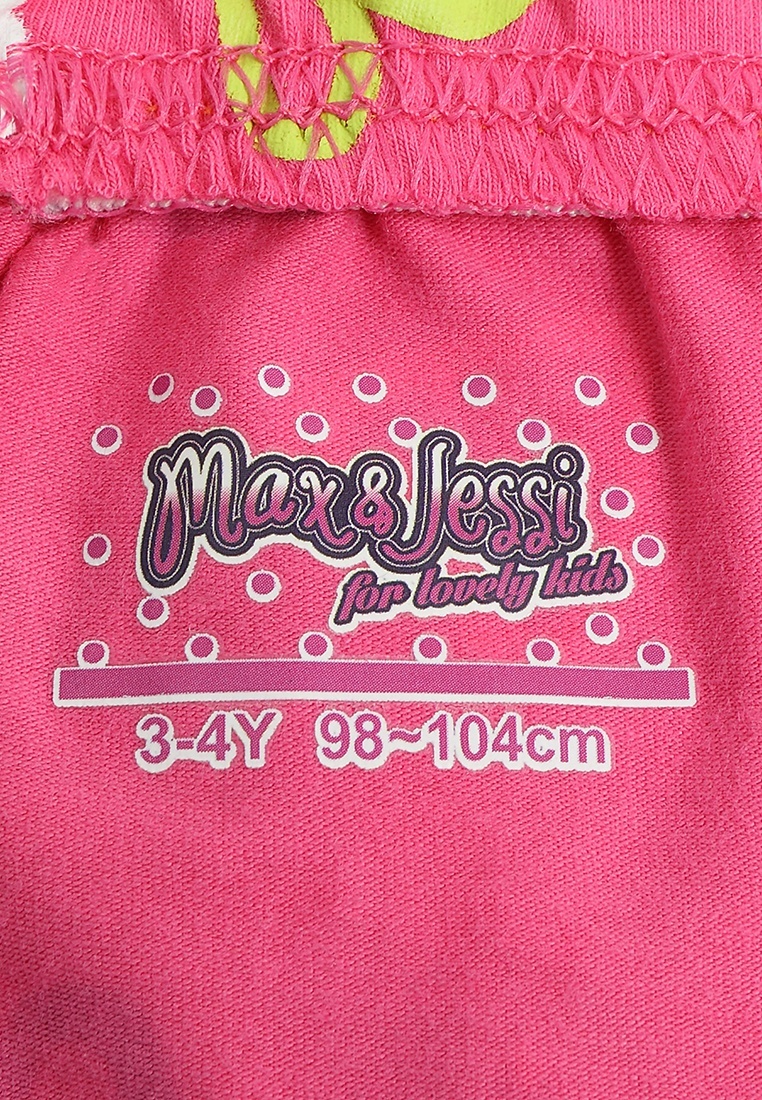 Max & Jessi
for lovely kids
3-4Y 98~104cm